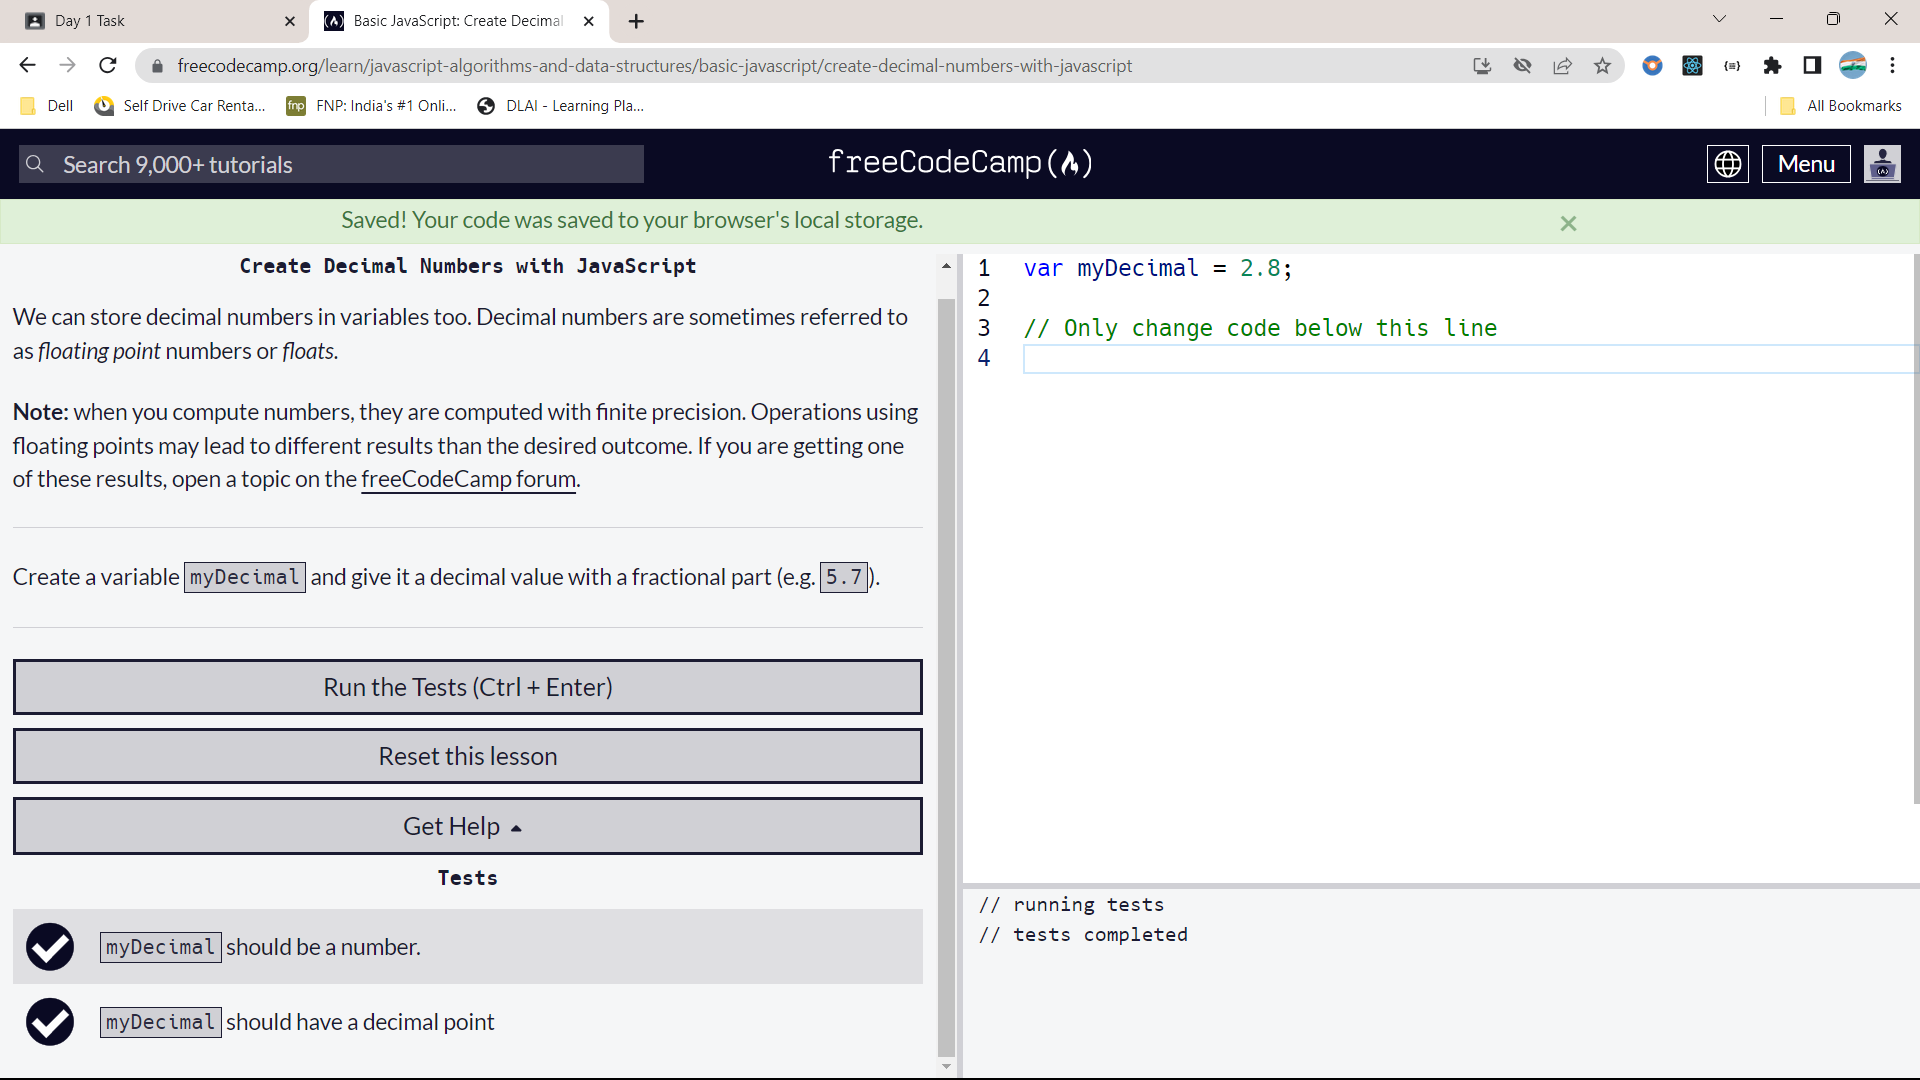 Day 1 Task
Basic JavaScript: Create Decimal
freecodecamp.org/learn/javascript-algorithms-and-data-structures/basic-javascript/create-decimal-numbers-with-javascript
Dell
Self Drive Car Renta...
fnp FNP: India's #1 Onli...
DLAI - Learning Pla...
All Bookmarks
Search 9,000+ tutorials
freeCodeCamp(🔥)
Menu
Saved! Your code was saved to your browser's local storage.
Create Decimal Numbers with JavaScript
We can store decimal numbers in variables too. Decimal numbers are sometimes referred to
as floating point numbers or floats.
Note: when you compute numbers, they are computed with finite precision. Operations using
floating points may lead to different results than the desired outcome. If you are getting one
of these results, open a topic on the freeCodeCamp forum.
Create a variable myDecimal and give it a decimal value with a fractional part (e.g. 5.7).
Run the Tests (Ctrl + Enter)
Reset this lesson
Get Help
Tests
myDecimal should be a number.
myDecimal should have a decimal point
1 var myDecimal = 2.8;
2
3 // Only change code below this line
4
// running tests
// tests completed